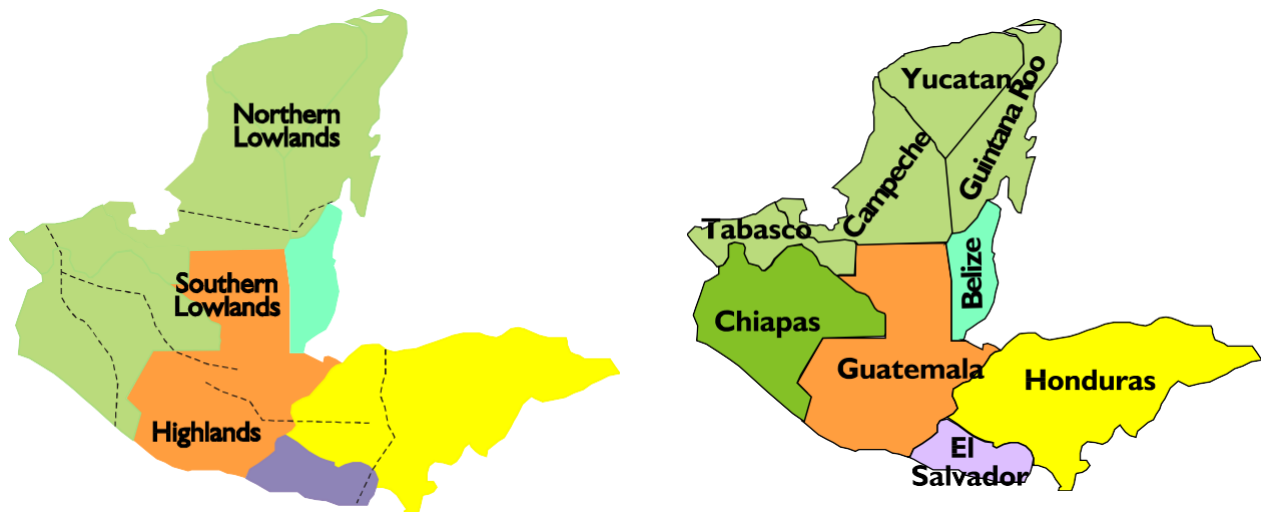 Northern
Lowlands
Southern
Lowlands
Highlands
Yucatan
Guintana Roo
Campeche
Tabasco
Belize
Chiapas
Guatemala
Honduras
El
Salvador